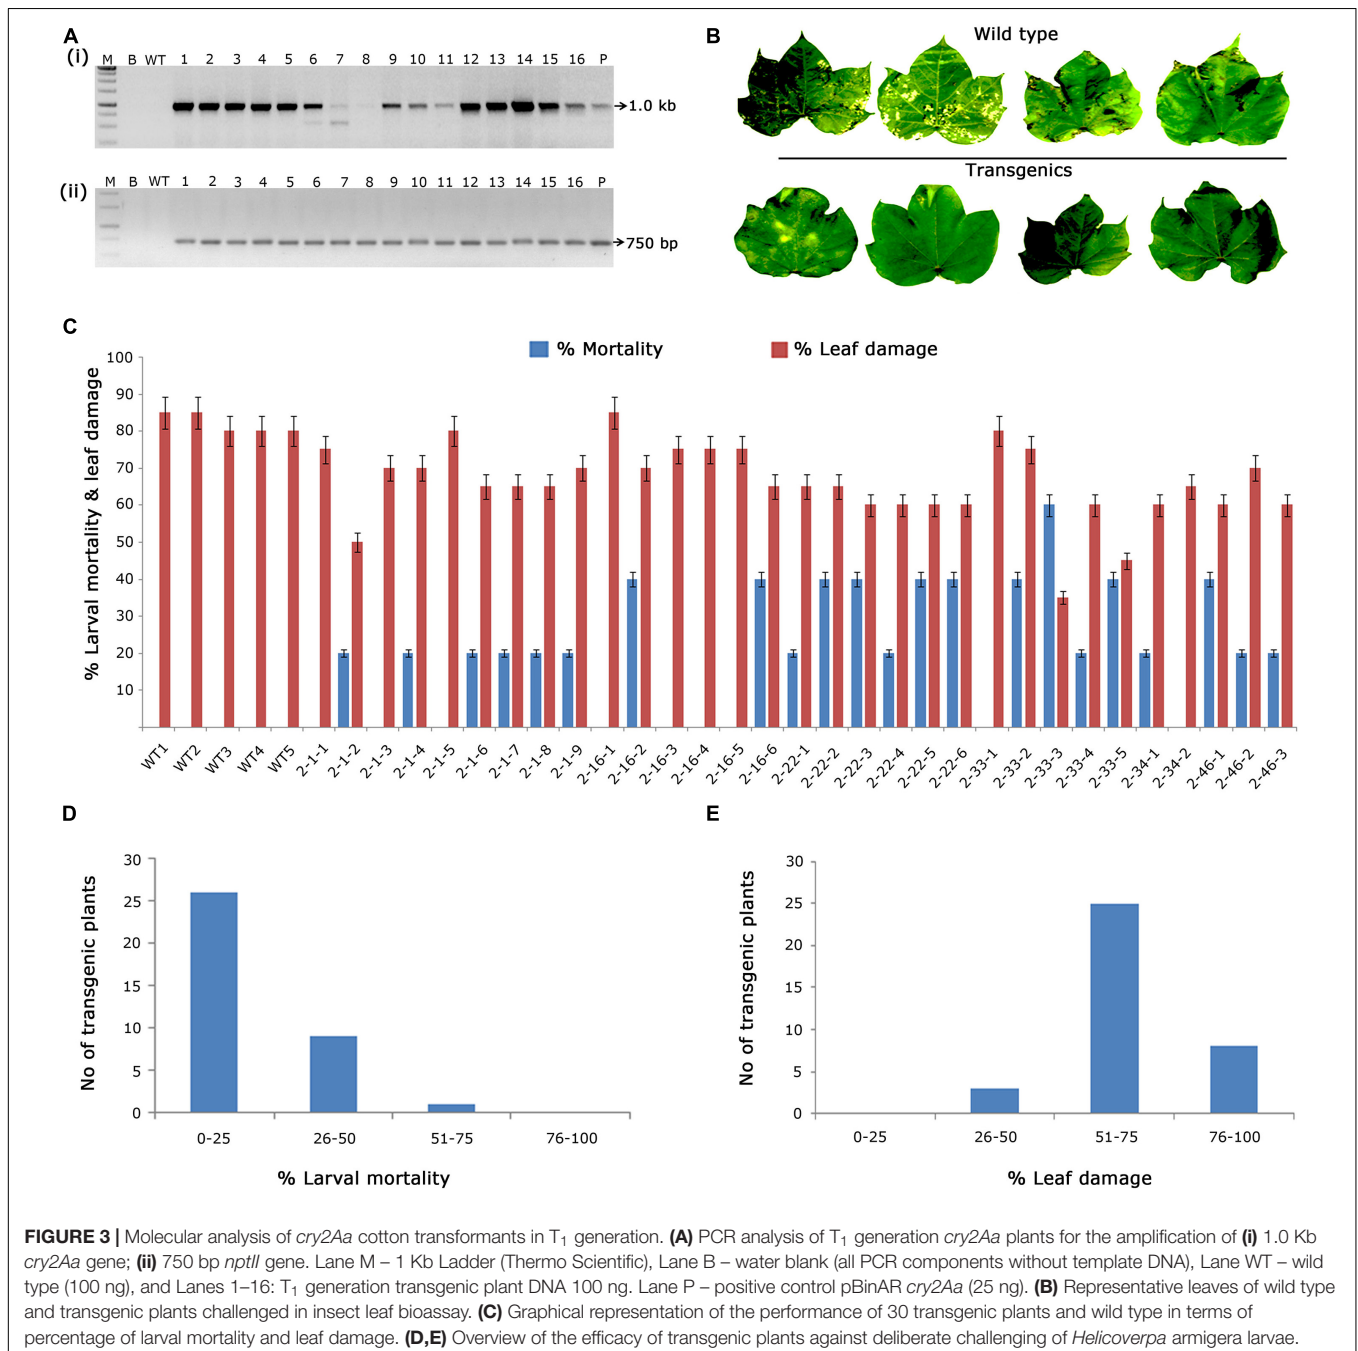 A
(i)
M B WT 1 2 3 4 5 6 7 8 9 10 11 12 13 14 15 16 P
1.0 kb
(ii)
M B WT 1 2 3 4 5 6 7 8 9 10 11 12 13 14 15 16 P
750 bp
B
Wild type
Transgenics
C
% Mortality
% Leaf damage
% Larval mortality & leaf damage
100
90
80
70
60
50
40
30
20
10
WT1 WT2 WT3 WT4 WT5 2-1-1 2-1-2 2-1-3 2-1-4 2-1-5 2-1-6 2-1-7 2-1-8 2-1-9 2-16-1 2-16-2 2-16-3 2-16-4 2-16-5 2-16-6 2-22-1 2-22-2 2-22-3 2-22-4 2-22-5 2-22-6 2-33-1 2-33-2 2-33-3 2-33-4 2-33-5 2-34-1 2-34-2 2-46-1 2-46-2 2-46-3
D
No of transgenic plants
30
25
20
15
10
5
0
0-25 26-50 51-75 76-100
% Larval mortality
E
No of transgenic plants
30
25
20
15
10
5
0
0-25 26-50 51-75 76-100
% Leaf damage
FIGURE 3 | Molecular analysis of cry2Aa cotton transformants in T1 generation. (A) PCR analysis of T1 generation cry2Aa plants for the amplification of (i) 1.0 Kb
cry2Aa gene; (ii) 750 bp nptII gene. Lane M – 1 Kb Ladder (Thermo Scientific), Lane B – water blank (all PCR components without template DNA), Lane WT – wild
type (100 ng), and Lanes 1–16: T1 generation transgenic plant DNA 100 ng. Lane P – positive control pBinAR cry2Aa (25 ng). (B) Representative leaves of wild type
and transgenic plants challenged in insect leaf bioassay. (C) Graphical representation of the performance of 30 transgenic plants and wild type in terms of
percentage of larval mortality and leaf damage. (D,E) Overview of the efficacy of transgenic plants against deliberate challenging of Helicoverpa armigera larvae.